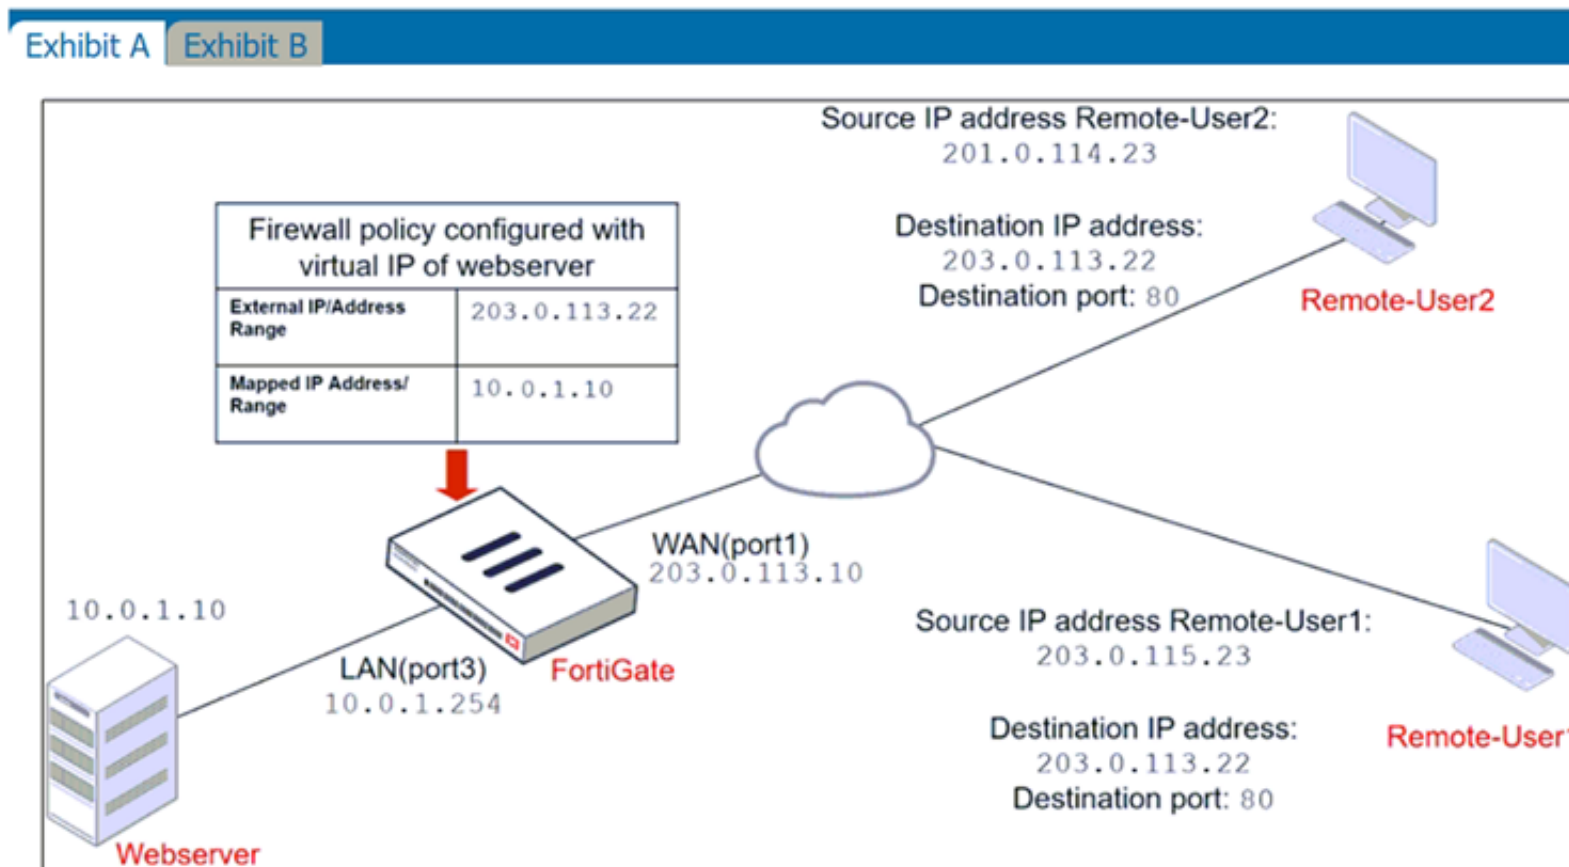 Exhibit A
Exhibit B
Source IP address Remote-User2:
201.0.114.23
Destination IP address:
203.0.113.22
Destination port: 80
Remote-User2
Firewall policy configured with
virtual IP of webserver
External IP/Address
Range
203.0.113.22
Mapped IP Address/
Range
10.0.1.10
WAN(port1)
203.0.113.10
10.0.1.10
LAN(port3)
10.0.1.254
FortiGate
Webserver
Source IP address Remote-User1:
203.0.115.23
Destination IP address:
203.0.113.22
Destination port: 80
Remote-User1